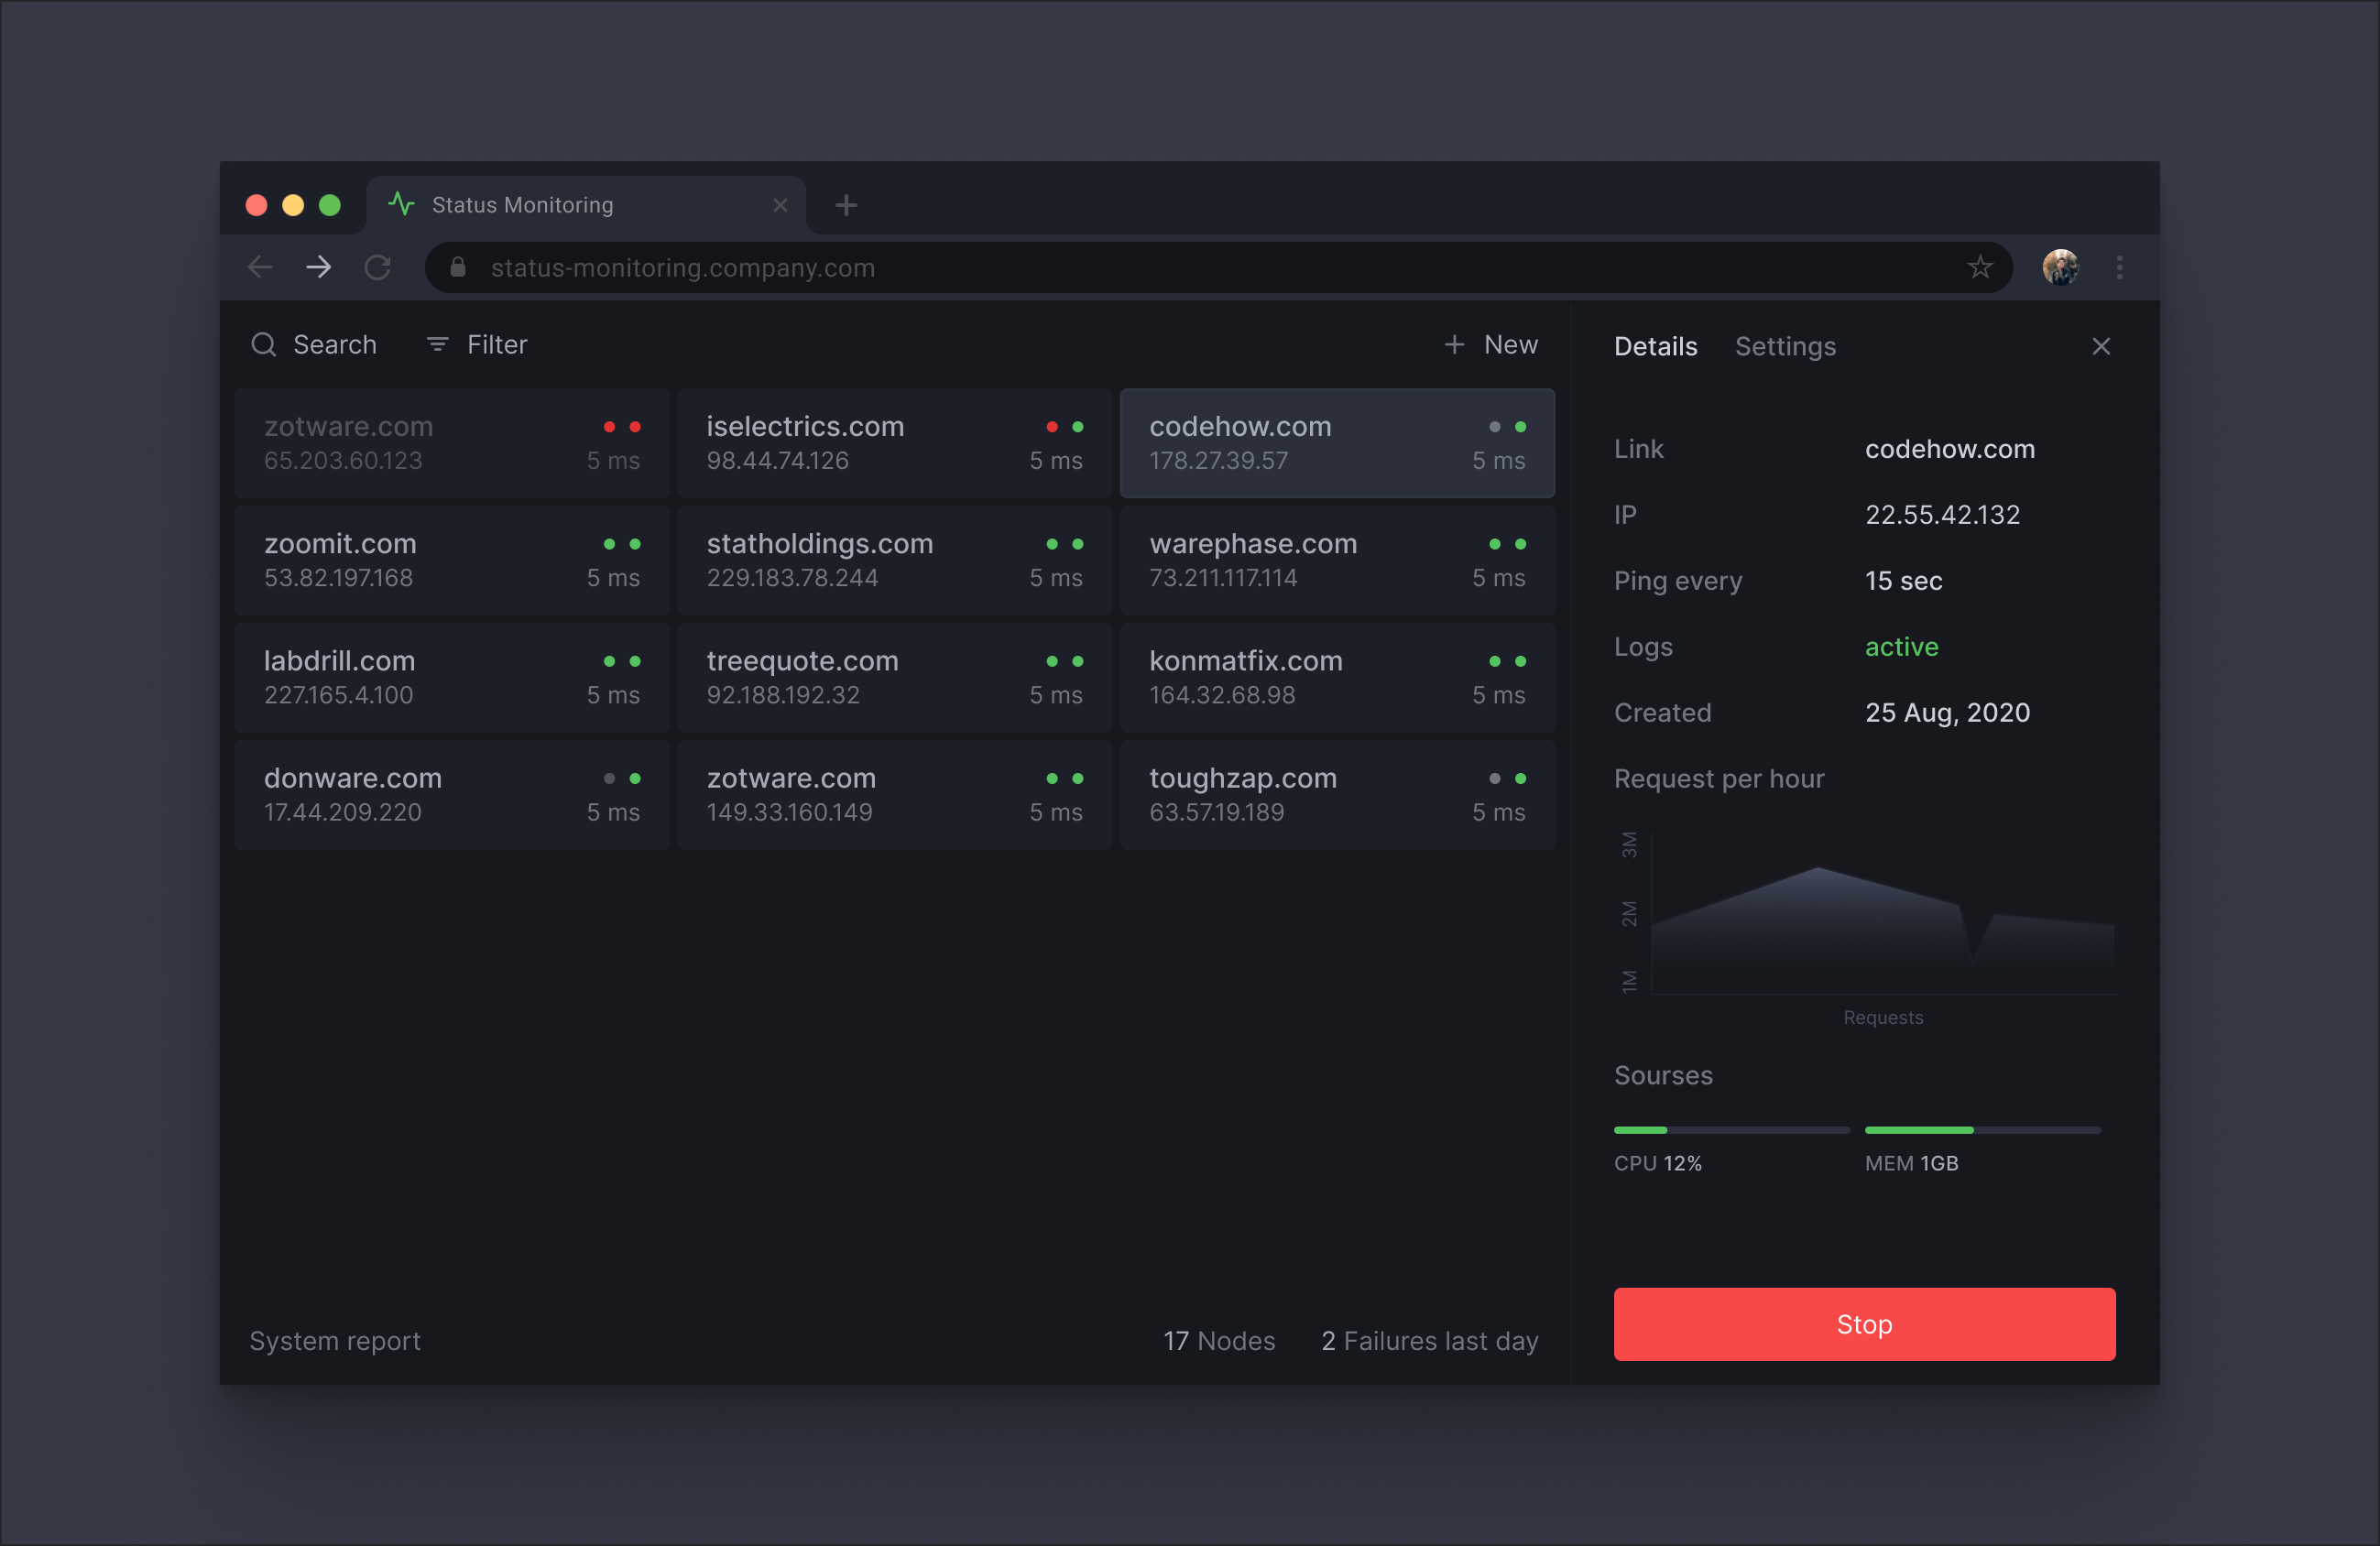 Status Monitoring
status-monitoring.company.com
Search Filter New
zotware.com
65.203.60.123 5 ms
iselectrics.com
98.44.74.126 5 ms
codehow.com
178.27.39.57 5 ms
zoomit.com
53.82.197.168 5 ms
statholdings.com
229.183.78.244 5 ms
warephase.com
73.211.117.114 5 ms
labdrill.com
227.165.4.100 5 ms
treequote.com
92.188.192.32 5 ms
konmatfix.com
164.32.68.98 5 ms
donware.com
17.44.209.220 5 ms
zotware.com
149.33.160.149 5 ms
toughzap.com
63.57.19.189 5 ms
System report 17 Nodes 2 Failures last day
Details Settings
Link codehow.com
IP 22.55.42.132
Ping every 15 sec
Logs active
Created 25 Aug, 2020
Request per hour
3M
2M
1M
Requests
Sourses
CPU 12% MEM 1GB
Stop